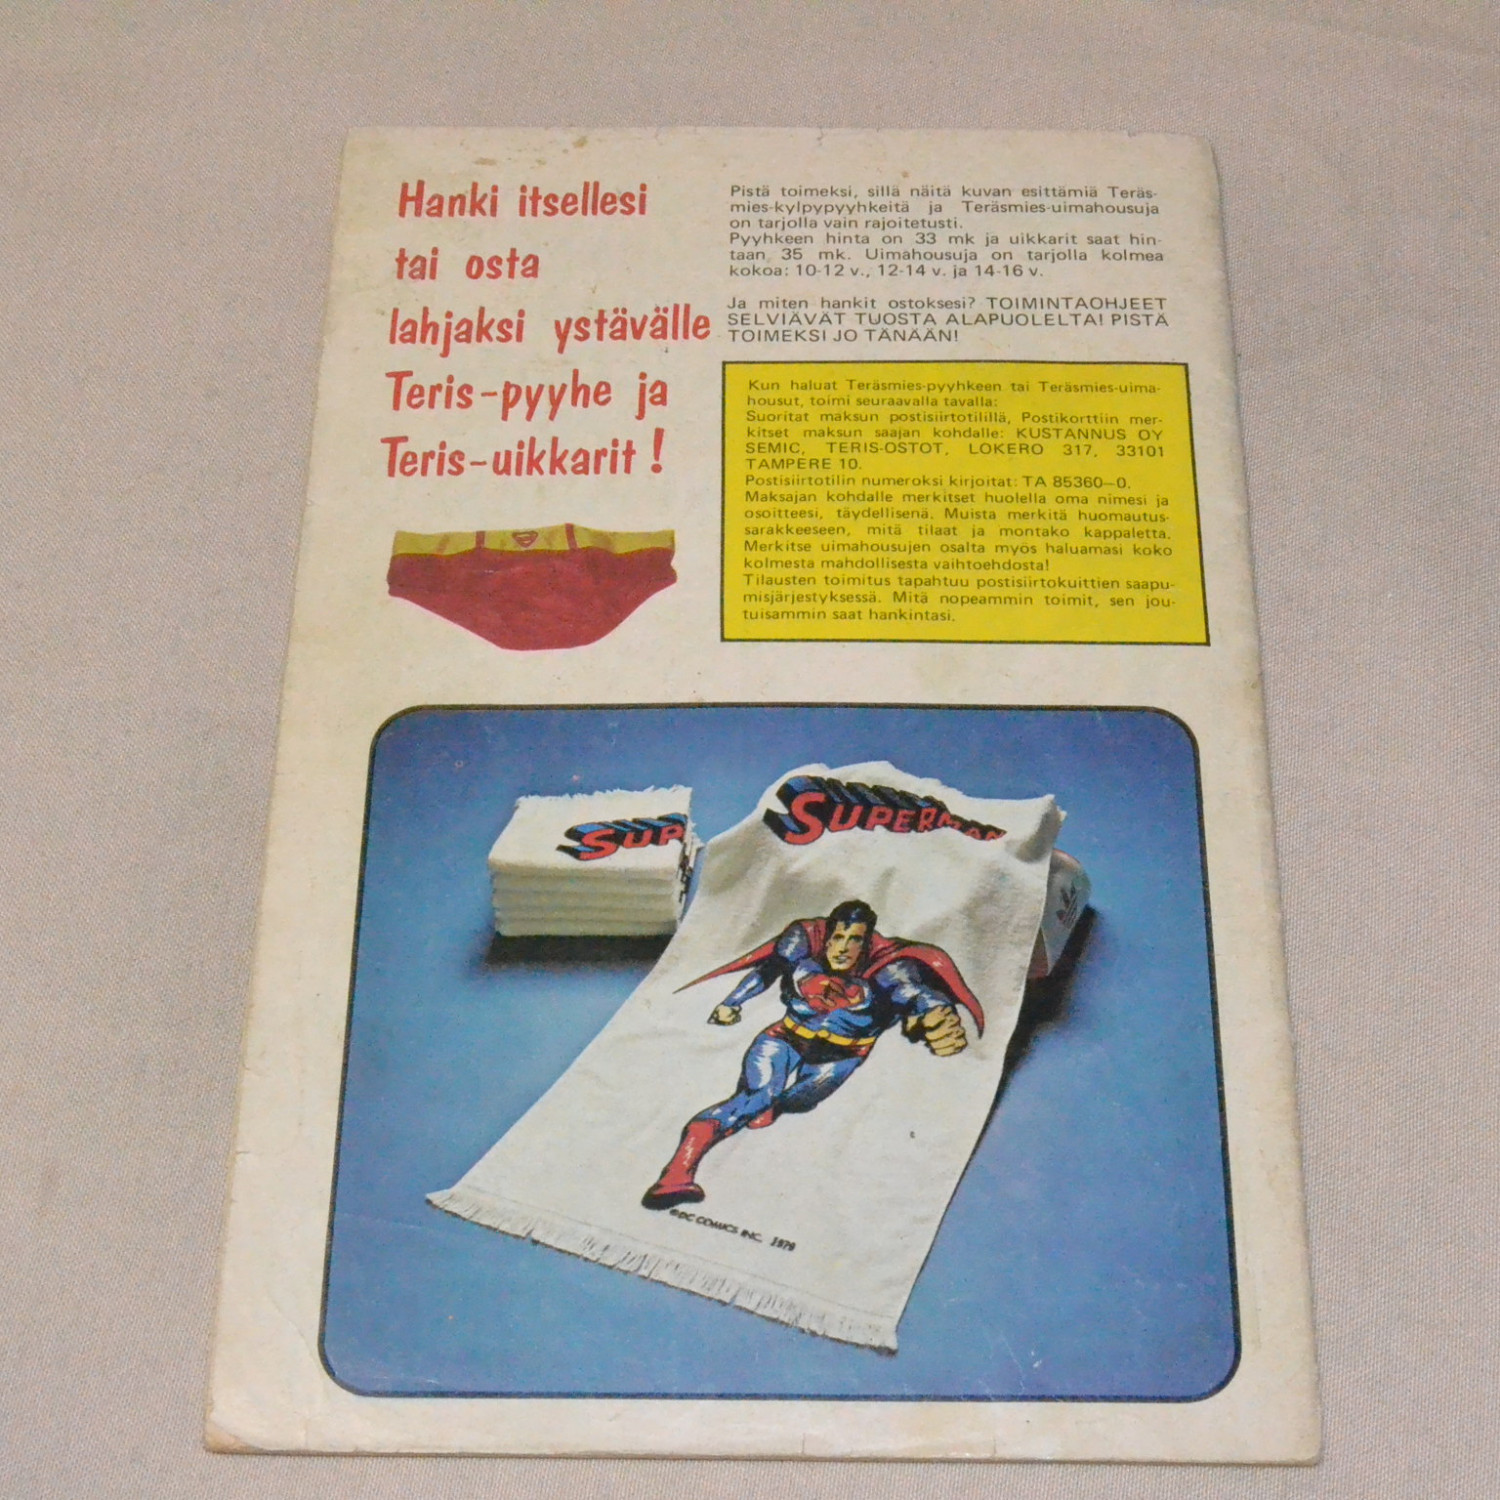 Hanki itsellesi
tai osta
lahjaksi ystävälle
Teris-pyyhe ja
Teris-uikkarit!
Pistä toimeksi, sillä näitä kuvan esittämiä Teräs-
mies-kylpypyyhkeitä ja Teräsmies-uimahousuja
on tarjolla vain rajoitetusti.
Pyyhkeen hinta on 33 mk ja uikkarit saat hin-
taan 35 mk. Uimahousuja on tarjolla kolmea
kokoa: 10-12 v., 12-14 v. ja 14-16 v.
Ja miten hankit ostoksesi? TOIMINTAOHJEET
SELVIÄVÄT TUOSTA ALAPUOLELTA! PISTÄ
TOIMEKSI JO TÄNÄÄN!
Kun haluat Teräsmies-pyyhkeen tai Teräsmies-uima-
housut, toimi seuraavalla tavalla:
Suoritat maksun postisiirtotilillä, Postikorttiin mer-
kitset maksun saajan kohdalle: KUSTANNUS OY
SEMIC, TERIS-OSTOT, LOKERO 317, 33101
TAMPERE 10.
Postisiirtotilin numeroksi kirjoitat: TA 85360-0.
Maksajan kohdalle merkitset huolella oma nimesi ja
osoitteesi, täydellisenä. Muista merkitä huomautus-
sarakkeeseen, mitä tilaat ja montako kappaletta.
Merkitse uimahousujen osalta myös haluamasi koko
kolmesta mahdollisesta vaihtoehdosta!
Tilausten toimitus tapahtuu postisiirtokuittien saapu-
misjärjestyksessä. Mitä nopeammin toimit, sen jou-
tuisammin saat hankintasi.
SUP
SUPERMAN
©DC COMICS INC. 1979